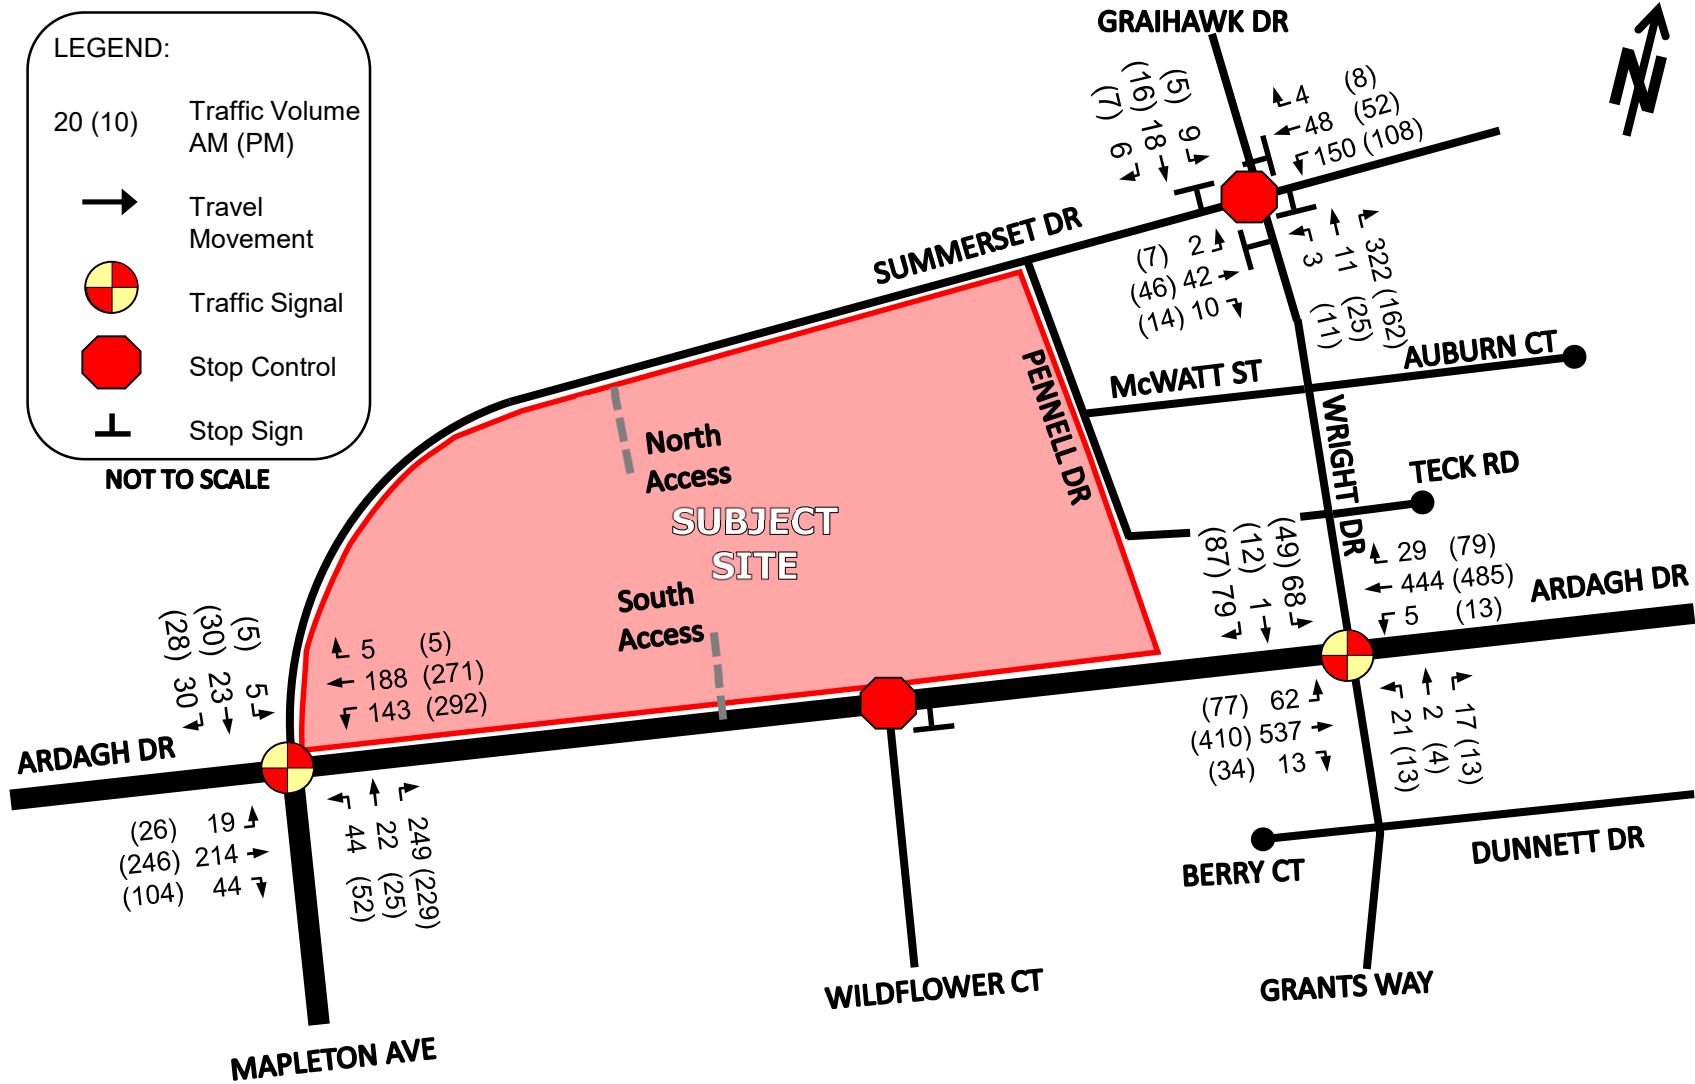 LEGEND:
20 (10)
Traffic Volume
AM (PM)
Travel
Movement
Traffic Signal
Stop Control
Stop Sign
NOT TO SCALE
GRAIHAWK DR
N
(7) 6
(16) 18
(5) 9
4 (8)
48 (52)
150 (108)
(7) 2
(46) 42
(14) 10
3 (11)
11 (25)
322 (162)
SUMMERSET DR
PENNELL DR
McWATT ST
AUBURN CT
WRIGHT DR
TECK RD
North
Access
SUBJECT
SITE
South
Access
(87) 79
(12) 1
(49) 68
29 (79)
444 (485)
5 (13)
ARDAGH DR
(77) 62
(410) 537
(34) 13
21 (13)
2 (4)
17 (13)
(28) 30
(30) 23
(5) 5
5 (5)
188 (271)
143 (292)
ARDAGH DR
(26) 19
(246) 214
(104) 44
44 (52)
22 (25)
249 (229)
BERRY CT
DUNNETT DR
WILDFLOWER CT
GRANTS WAY
MAPLETON AVE